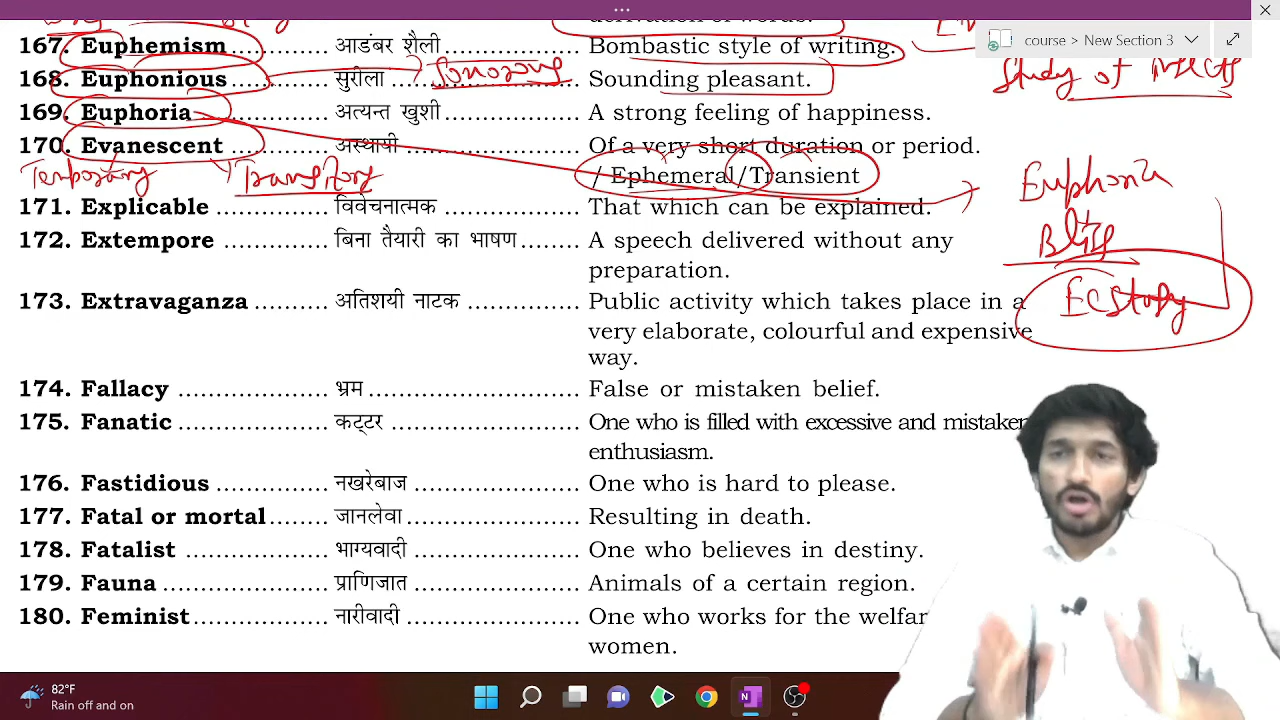 derivation of words.
course > New Section 3
167. Euphemism ............... आडंबर शैली ..................... Bombastic style of writing.
168. Euphonious ............... सुरीला ............................. Sounding pleasant.
Sonorous
Study of Insects
169. Euphoria ..................... अत्यन्त खुशी ..................... A strong feeling of happiness.
170. Evanescent ................. अस्थायी ........................... Of a very short duration or period.
/ Ephemeral/Transient
Temporary
Transitory
Euphoria
171. Explicable .................. विवेचनात्मक ..................... That which can be explained.
Bliss
172. Extempore ................. बिना तैयारी का भाषण ........ A speech delivered without any
preparation.
173. Extravaganza ............. अतिशयी नाटक .................. Public activity which takes place in a
Ecstasy
very elaborate, colourful and expensive
way.
174. Fallacy ........................ भ्रम .................................. False or mistaken belief.
175. Fanatic ........................ कट्टर ............................... One who is filled with excessive and mistaken
enthusiasm.
176. Fastidious ................... नखरेबाज .......................... One who is hard to please.
177. Fatal or mortal ........... जानलेवा .......................... Resulting in death.
178. Fatalist ....................... भाग्यवादी ......................... One who believes in destiny.
179. Fauna .......................... प्राणिजात ......................... Animals of a certain region.
180. Feminist ..................... नारीवादी .......................... One who works for the
women.
82°F
Rain off and on